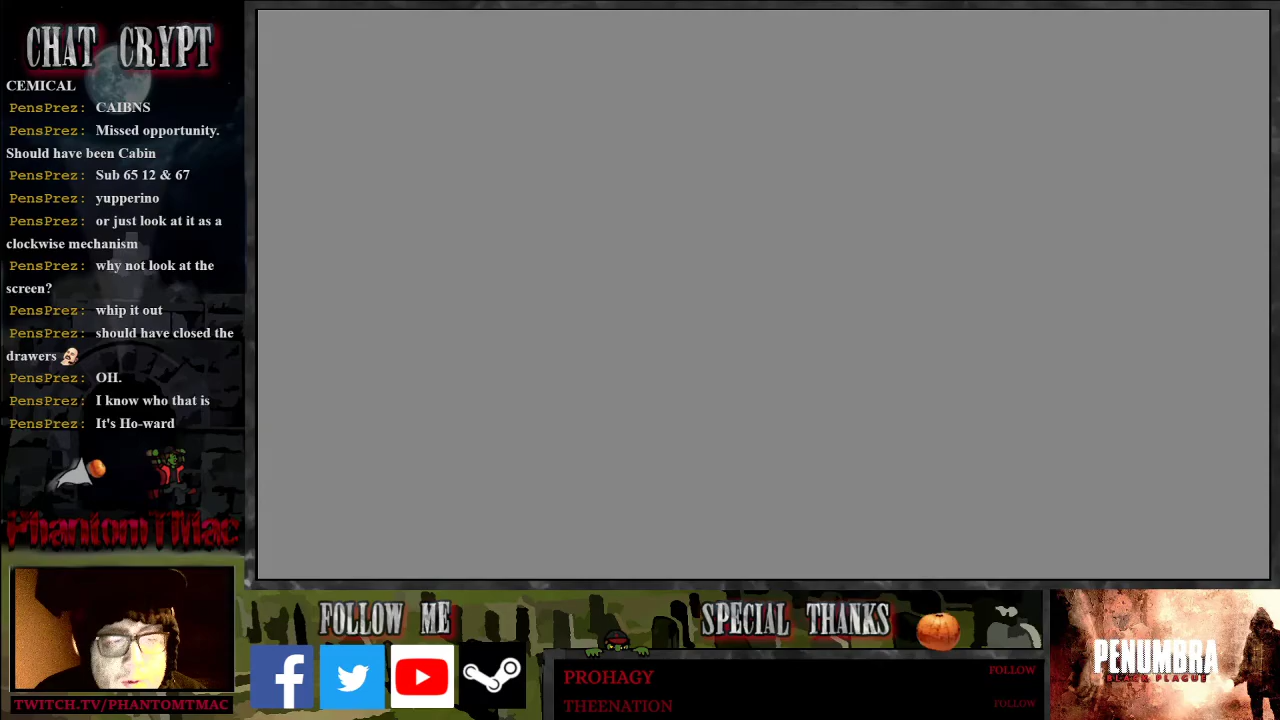 CHAT CRYPT
CEMICAL
PensPrez: CAIBNS
PensPrez: Missed opportunity.
Should have been Cabin
PensPrez: Sub 65 12 & 67
PensPrez: yupperino
PensPrez: or just look at it as a
clockwise mechanism
PensPrez: why not look at the
screen?
PensPrez: whip it out
PensPrez: should have closed the
drawers
PensPrez: OH.
PensPrez: I know who that is
PensPrez: It's Ho-ward
PhantomTMac
TWITCH.TV/PHANTOMTMAC
FOLLOW ME
SPECIAL THANKS
PROHAGY FOLLOW
THEENATION FOLLOW
PENUMBRA
BLACK PLAGUE